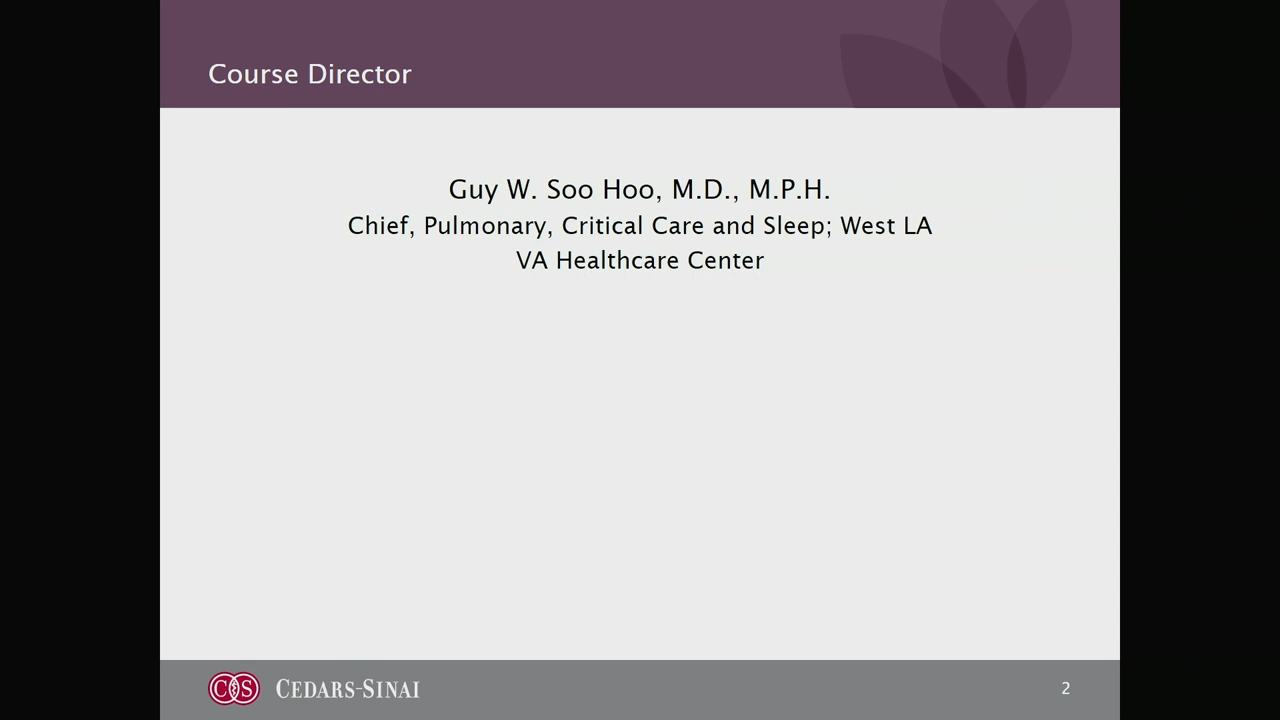 Course Director
Guy W. Soo Hoo, M.D., M.P.H.
Chief, Pulmonary, Critical Care and Sleep; West LA
VA Healthcare Center
CS CEDARS-SINAI
2